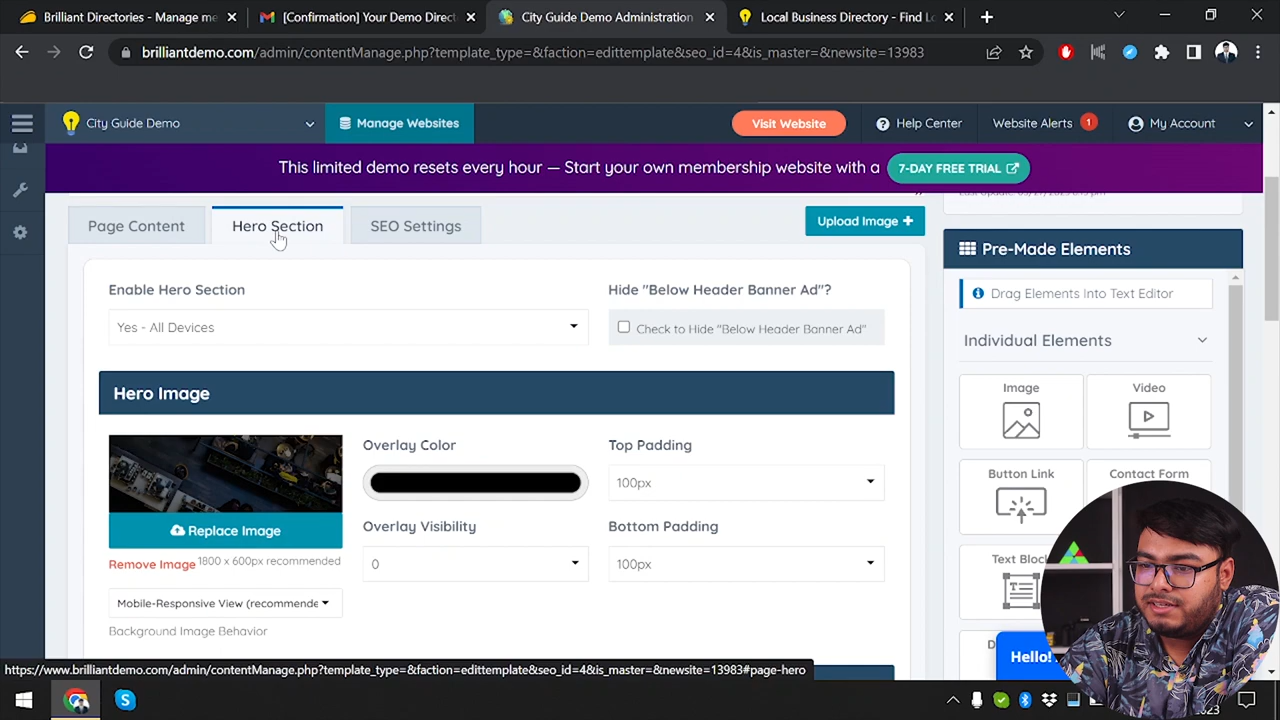 Brilliant Directories - Manage me
[Confirmation] Your Demo Direct
City Guide Demo Administration
Local Business Directory - Find Lo
brilliantdemo.com/admin/contentManage.php?template_type=&faction=edittemplate&seo_id=4&is_master=&newsite=13983
City Guide Demo
Manage Websites
Visit Website
Help Center
Website Alerts 1
My Account
This limited demo resets every hour — Start your own membership website with a
7-DAY FREE TRIAL
Page Content
Hero Section
SEO Settings
Upload Image +
Pre-Made Elements
Enable Hero Section
Hide "Below Header Banner Ad"?
Drag Elements Into Text Editor
Yes - All Devices
Check to Hide "Below Header Banner Ad"
Individual Elements
Hero Image
Image
Video
Overlay Color
Top Padding
100px
Button Link
Contact Form
Replace Image
Overlay Visibility
Bottom Padding
Remove Image
1800 x 600px recommended
0
100px
Text Bloc
Mobile-Responsive View (recommende
Background Image Behavior
Hello!
https://www.brilliantdemo.com/admin/contentManage.php?template_type=&faction=edittemplate&seo_id=4&is_master=&newsite=13983#page-hero